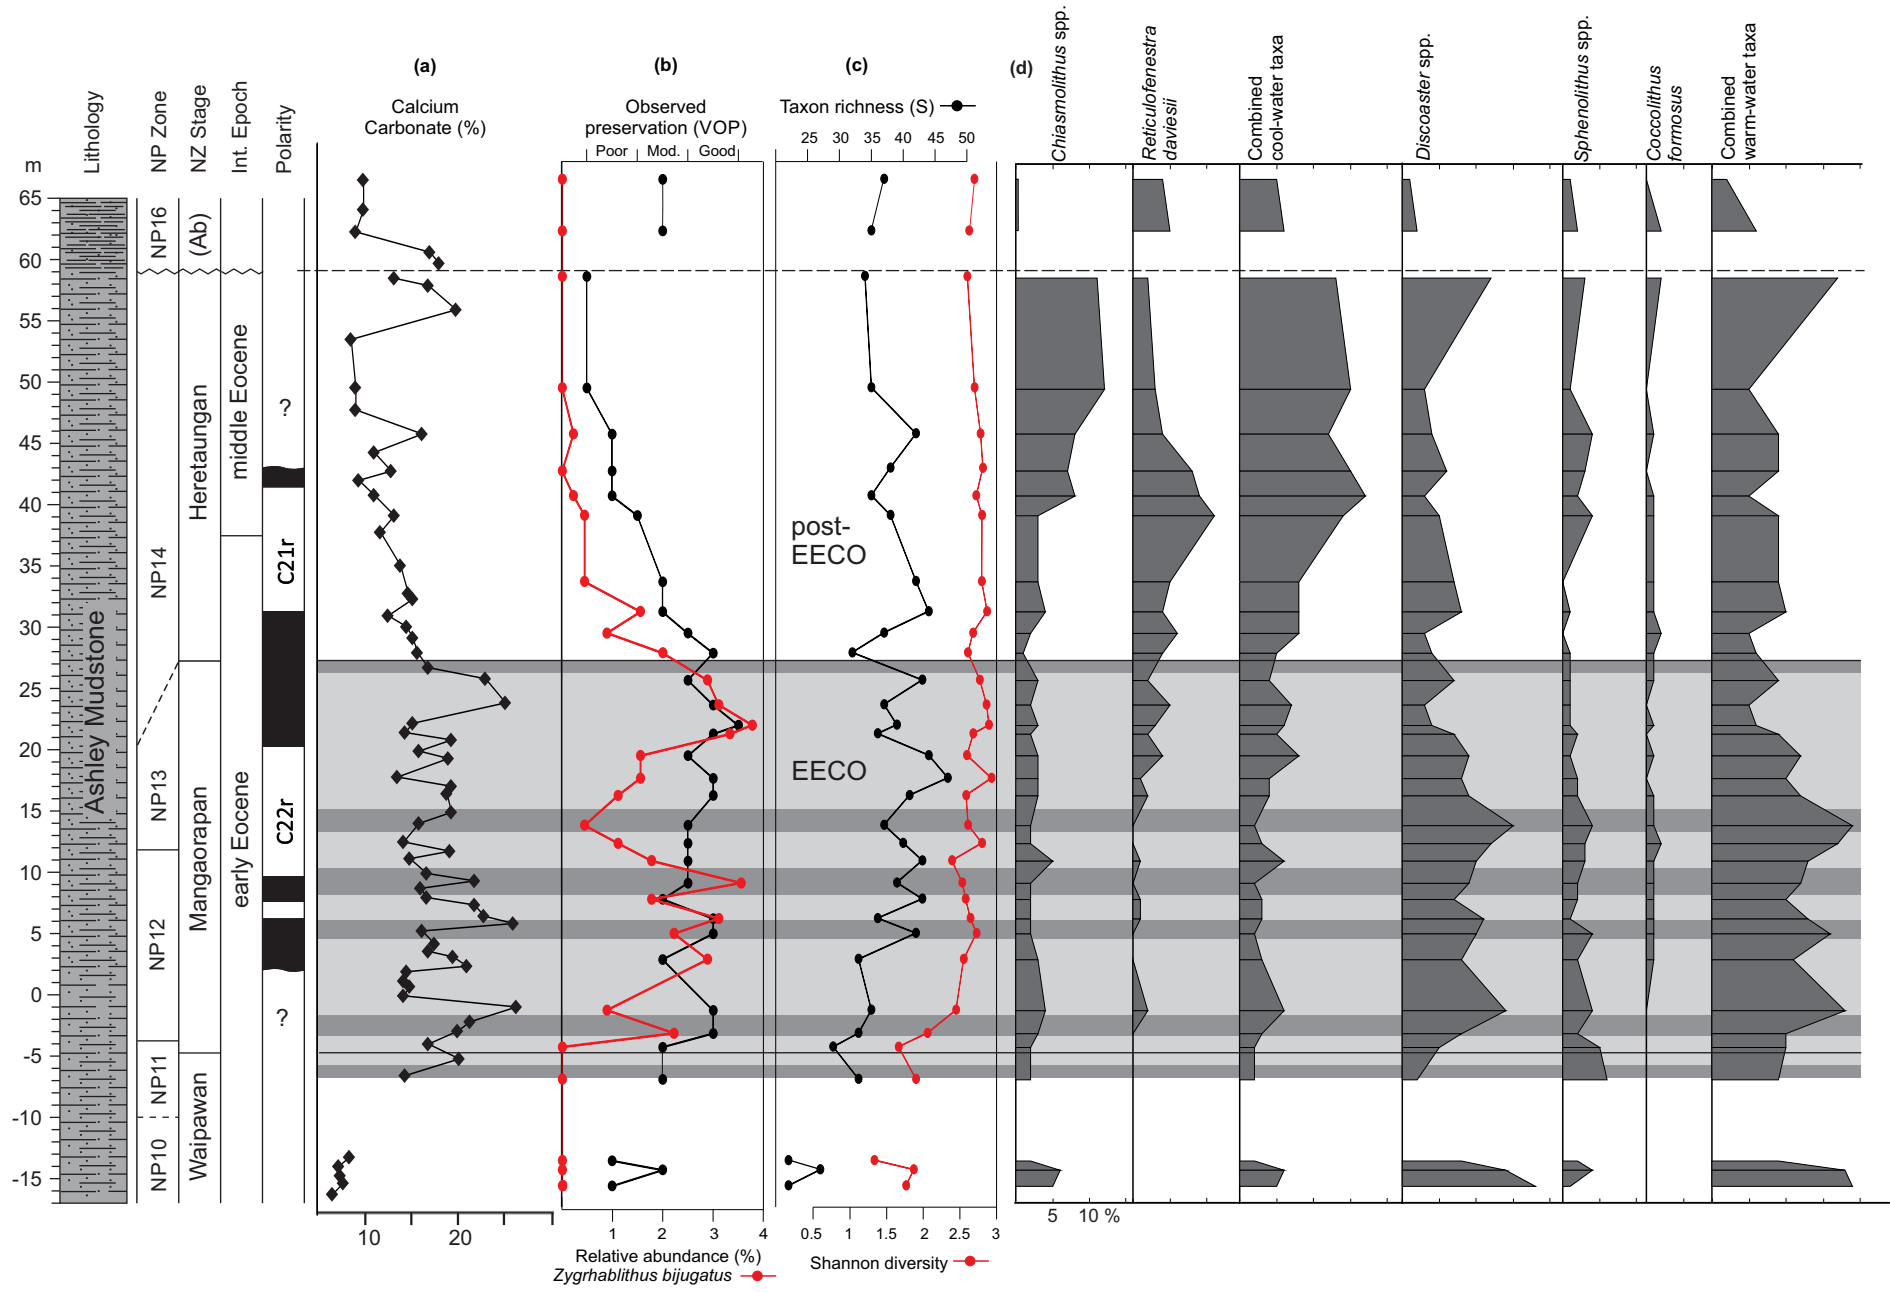 (a)
(b)
(c)
(d)
m
Lithology
NP Zone
NZ Stage
Int. Epoch
Polarity
Calcium
Carbonate (%)
Observed
preservation (VOP)
Poor
Mod.
Good
Taxon richness (S)
25 30 35 40 45 50
Chiasmolithus spp.
Reticulofenestra
daviesii
Combined
cool-water taxa
Discoaster spp.
Sphenolithus spp.
Coccolithus
formosus
Combined
warm-water taxa
65
60
55
50
45
40
35
30
25
20
15
10
5
0
-5
-10
-15
Ashley Mudstone
NP16
NP14
NP13
NP12
NP11
NP10
(Ab)
Heretaungan
Mangaorapan
Waipawan
middle Eocene
early Eocene
?
C21r
C22r
?
post-
EECO
EECO
10 20
1 2 3 4
Relative abundance (%)
Zygrhablithus bijugatus
0.5 1 1.5 2 2.5 3
Shannon diversity
5 10 %